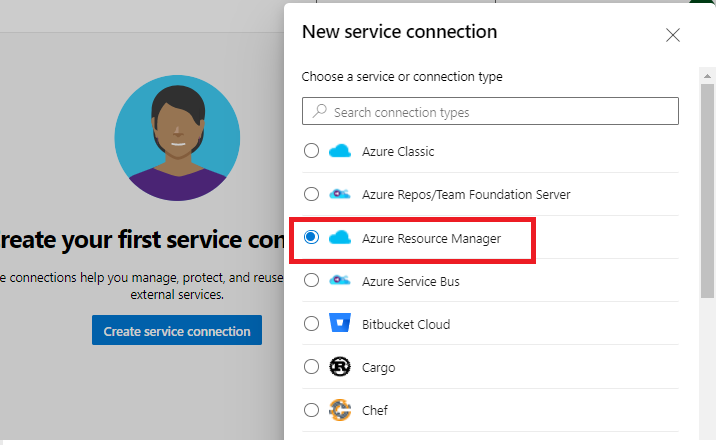 New service connection
Choose a service or connection type
Search connection types
Azure Classic
Azure Repos/Team Foundation Server
Azure Resource Manager
Azure Service Bus
Bitbucket Cloud
Cargo
Chef
reate your first service con
e connections help you manage, protect, and reuse
external services.
Create service connection